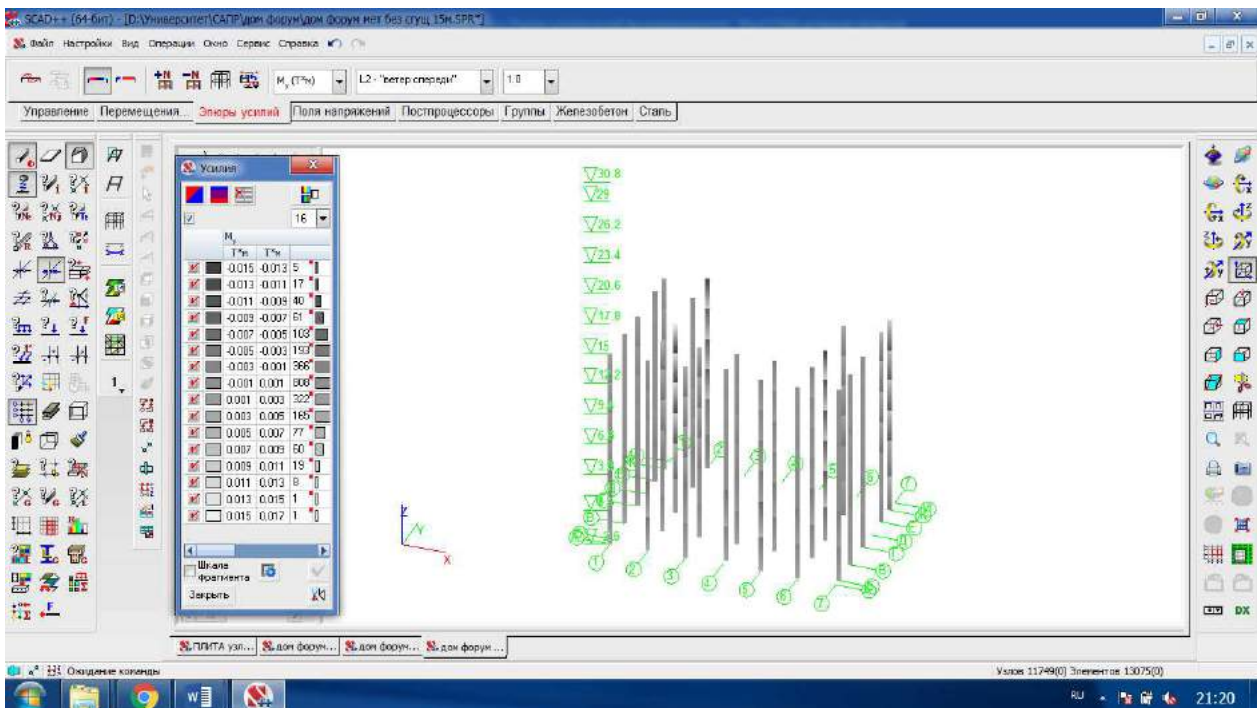 SCAD++ (64-бит) - [D:\Университет\САПР\дом форум\дом форум мет без сгущ 15м.SPR*]
Файл Настройки Вид Операции Окно Сервис Справка
M, (Т*м) L2 - "ветер спереди" 1.0
Управление Перемещения... Эпюры усилий Поля напряжений Постпроцессоры Группы Железобетон Сталь
Усилия
16
My
Т*м Т*м
-0.015 -0.013 5
-0.013 -0.011 17
-0.011 -0.009 40
-0.009 -0.007 61
-0.007 -0.005 103
-0.005 -0.003 193
-0.003 -0.001 366
-0.001 0.001 808
0.001 0.003 322
0.003 0.005 165
0.005 0.007 77
0.007 0.009 60
0.009 0.011 19
0.011 0.013 8
0.013 0.015 1
0.015 0.017 1
Шкала фрагмента
Закрыть
30.8
29
26.2
23.4
20.6
17.8
15
12.2
Z
Y
X
1 2 3 4 5 6 7
ПЛИТА узл... дом форум... дом форум... дом форум ...
Ожидание команды
Узлов 11749(0) Элементов 13075(0)
RU 21:20
DX